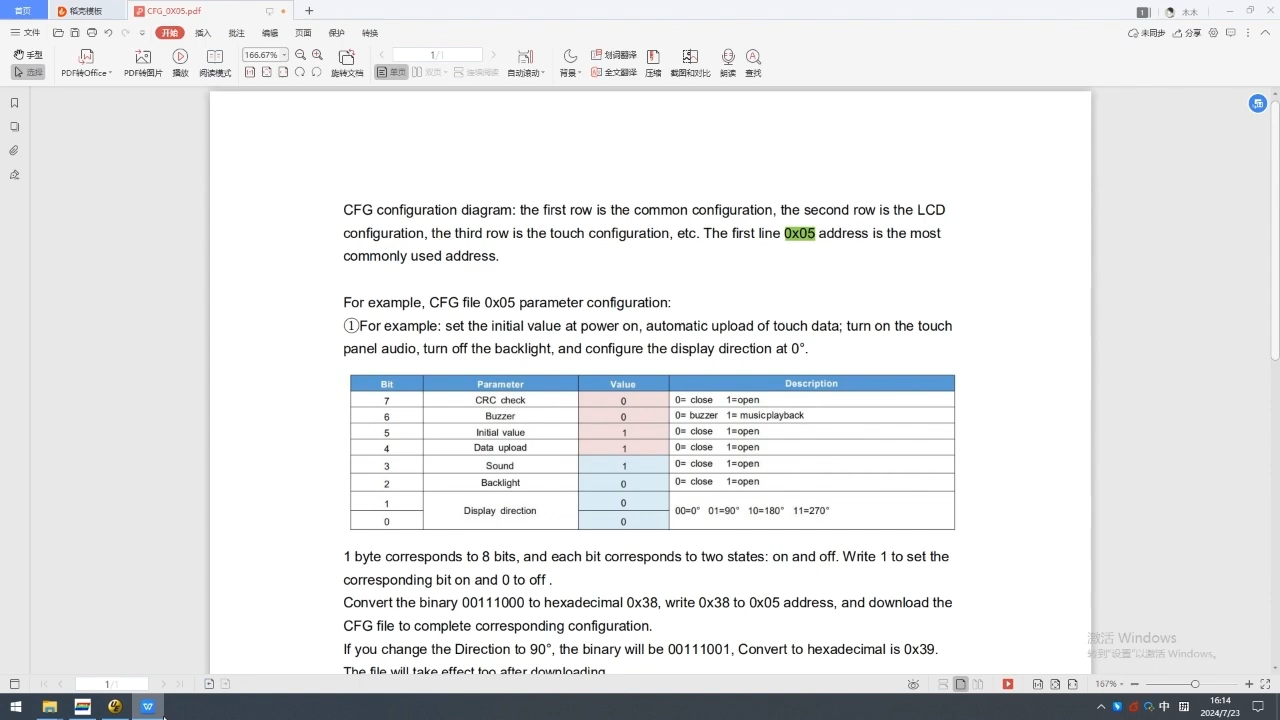 首页
稻壳模板
CFG_0X05.pdf
1
木木
文件
开始
插入
批注
编辑
页面
保护
转换
未同步
分享
手型
选择
PDF转Office
PDF转图片
播放
阅读模式
166.67%
旋转文档
1/1
单页
双页
连续阅读
自动滚动
背景
划词翻译
全文翻译
压缩
截图和对比
朗读
查找
CFG configuration diagram: the first row is the common configuration, the second row is the LCD
configuration, the third row is the touch configuration, etc. The first line 0x05 address is the most
commonly used address.
For example, CFG file 0x05 parameter configuration:
①For example: set the initial value at power on, automatic upload of touch data; turn on the touch
panel audio, turn off the backlight, and configure the display direction at 0°.
Bit Parameter Value Description
7 CRC check 0 0= close 1=open
6 Buzzer 0 0= buzzer 1= musicplayback
5 Initial value 1 0= close 1=open
4 Data upload 1 0= close 1=open
3 Sound 1 0= close 1=open
2 Backlight 0 0= close 1=open
1 0
Display direction 00=0° 01=90° 10=180° 11=270°
0 0
1 byte corresponds to 8 bits, and each bit corresponds to two states: on and off. Write 1 to set the
corresponding bit on and 0 to off .
Convert the binary 00111000 to hexadecimal 0x38, write 0x38 to 0x05 address, and download the
CFG file to complete corresponding configuration.
If you change the Direction to 90°, the binary will be 00111001, Convert to hexadecimal is 0x39.
The file will take effect too after downloading.
激活 Windows
转到"设置"以激活 Windows。
1/1
167%
中
拼
16:14
2024/7/23